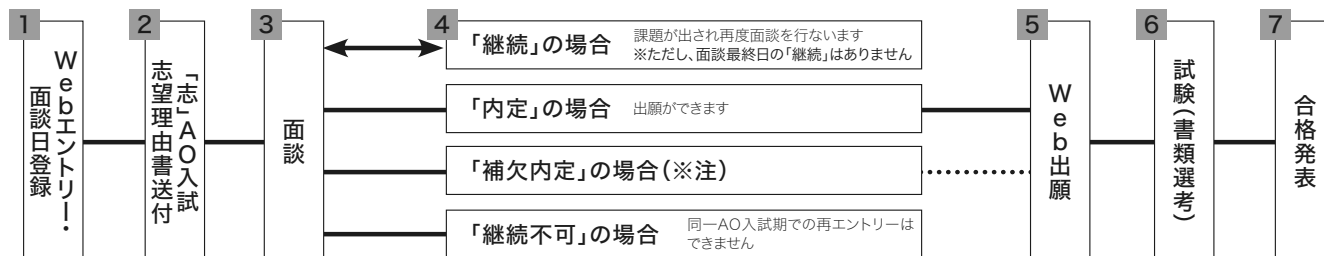 1
Webエントリー・
面談日登録
2
「志」AO入試
志望理由書送付
3
面談
4
「継続」の場合 課題が出され再度面談を行ないます
※ただし、面談最終日の「継続」はありません
「内定」の場合 出願ができます
「補欠内定」の場合(※注)
「継続不可」の場合 同一AO入試期での再エントリーは
できません
5
Web出願
6
試験(書類選考)
7
合格発表